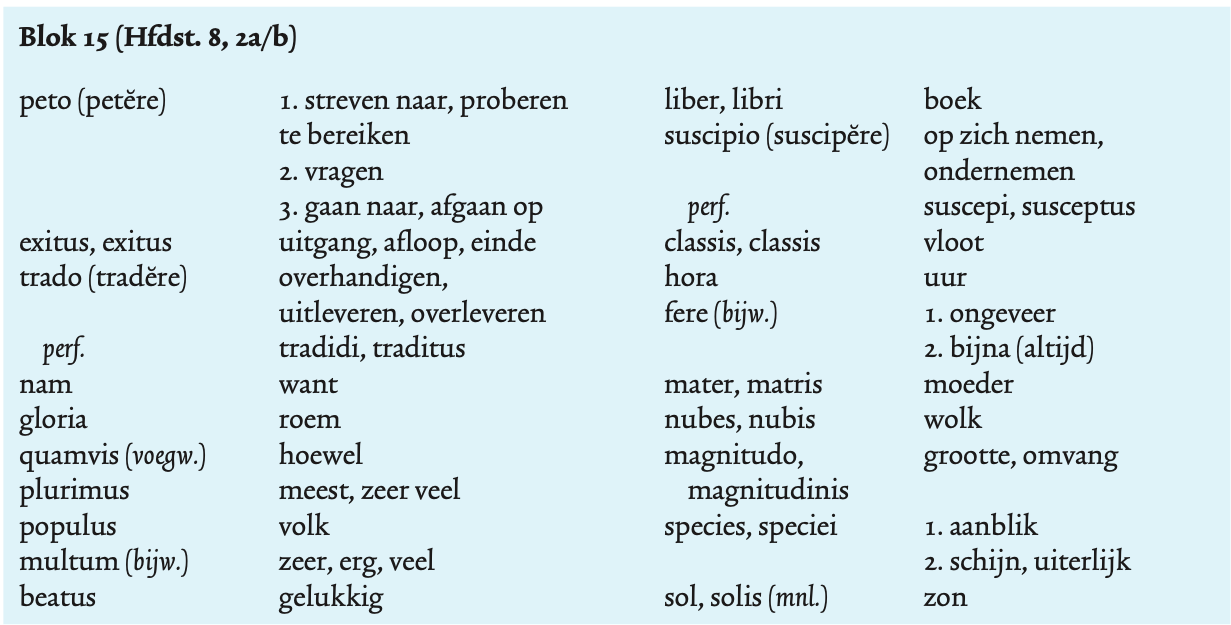 Blok 15 (Hfdst. 8, 2a/b)
peto (petĕre) 1. streven naar, proberen
te bereiken
2. vragen
3. gaan naar, afgaan op
exitus, exitus uitgang, afloop, einde
trado (tradĕre) overhandigen,
uitleveren, overleveren
perf. tradidi, traditus
nam want
gloria roem
quamvis (voegw.) hoewel
plurimus meest, zeer veel
populus volk
multum (bijw.) zeer, erg, veel
beatus gelukkig
liber, libri boek
suscipio (suscipĕre) op zich nemen,
ondernemen
perf. suscepi, susceptus
classis, classis vloot
hora uur
fere (bijw.) 1. ongeveer
2. bijna (altijd)
mater, matris moeder
nubes, nubis wolk
magnitudo, grootte, omvang
magnitudinis
species, speciei 1. aanblik
2. schijn, uiterlijk
sol, solis (mnl.) zon